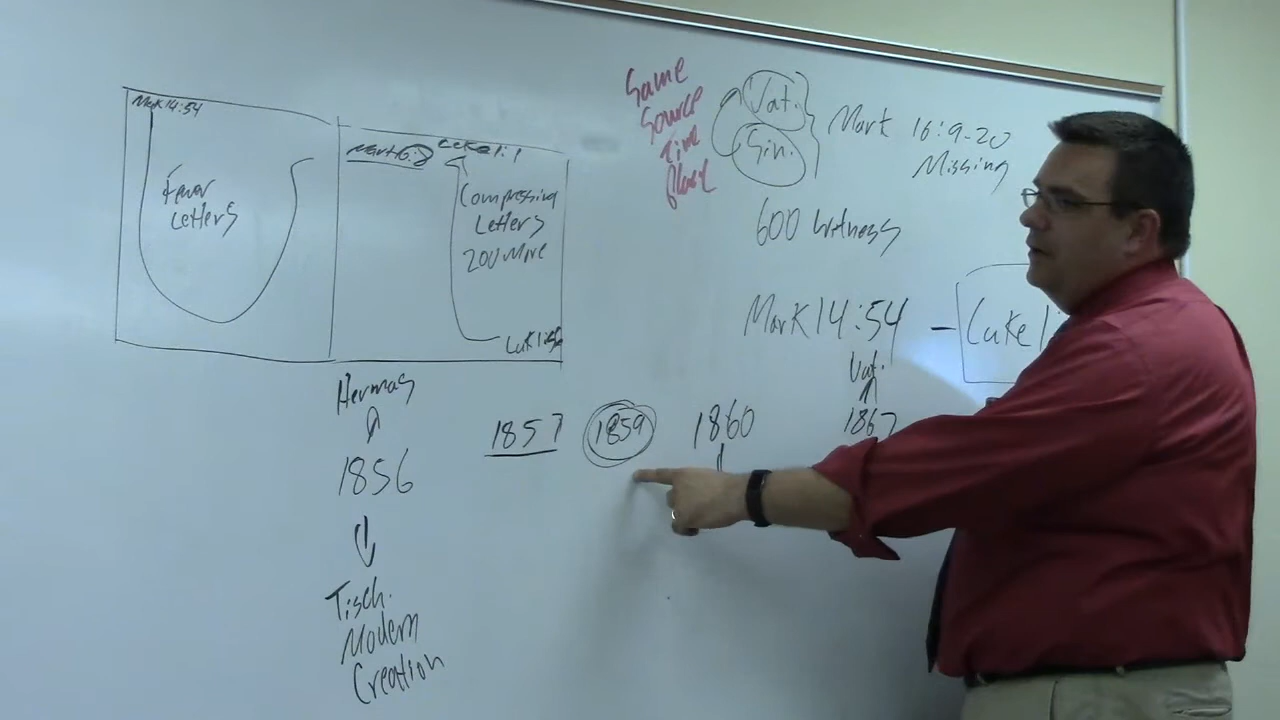 Mark 14:54
Fewer
Letters
Mark 16:8 Luke 1:1
Compressing
Letters
200 More
Luke 1:56
Same
Source
Time
Place
Vat.
Sin.
Mark 16:9-20
Missing
600 Witness
Mark 14:54 - Luke 1:
Hermas
1856
Tisch.
Modern
Creation
1857
1859
1860
Vat.
1867